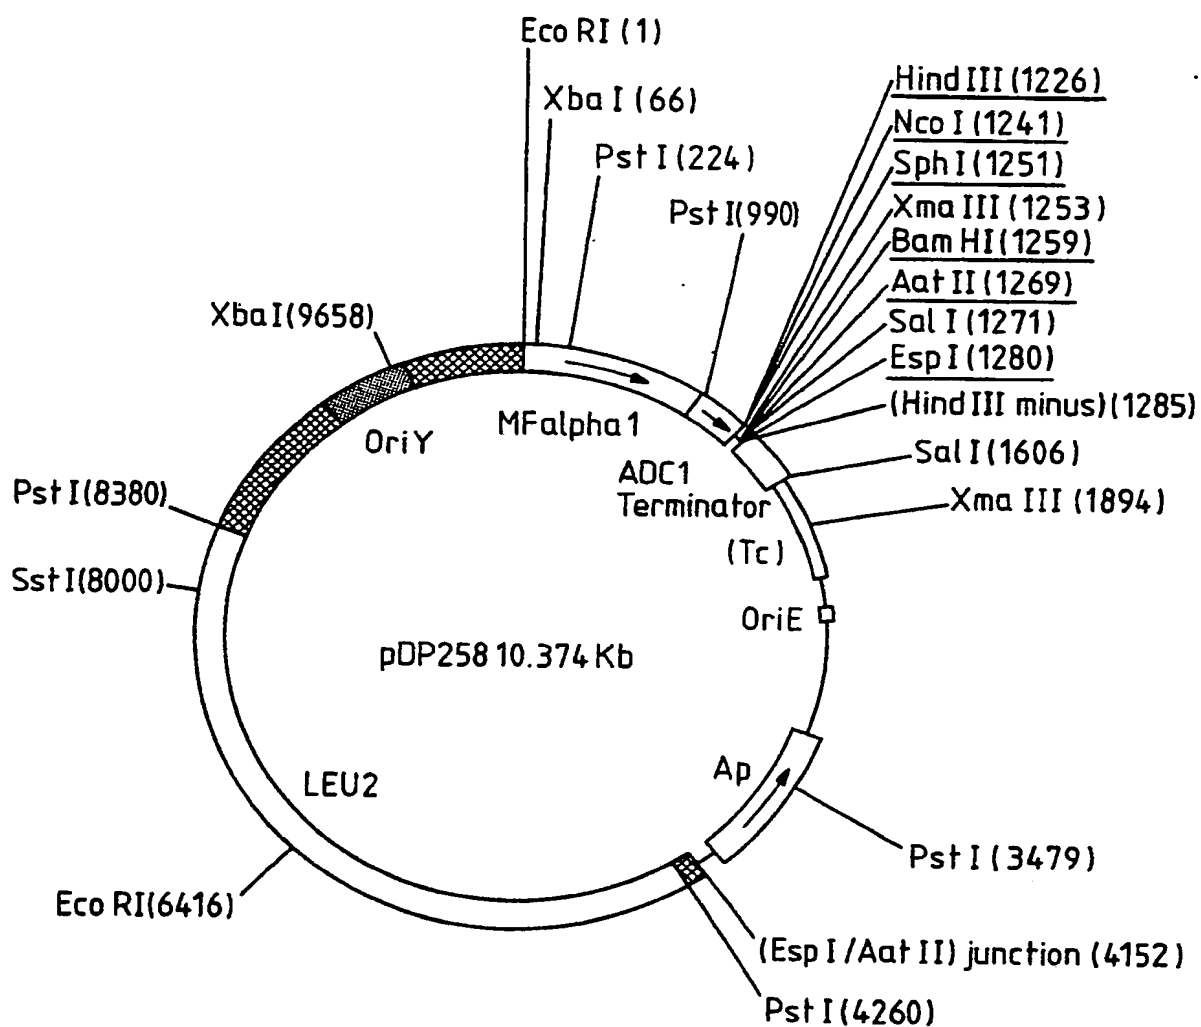 Eco RI (1)
Xba I (66)
Pst I (224)
Pst I(990)
Hind III (1226)
Nco I (1241)
Sph I (1251)
Xma III (1253)
Bam HI (1259)
Aat II (1269)
Sal I (1271)
Esp I (1280)
(Hind III minus) (1285)
Sal I (1606)
Xma III (1894)
Xba I(9658)
MFalpha1
OriY
ADC1
Terminator
(Tc)
Pst I(8380)
Sst I(8000)
OriE
pDP258 10.374 Kb
Ap
LEU2
Pst I (3479)
Eco RI(6416)
(Esp I /Aat II) junction (4152)
Pst I (4260)